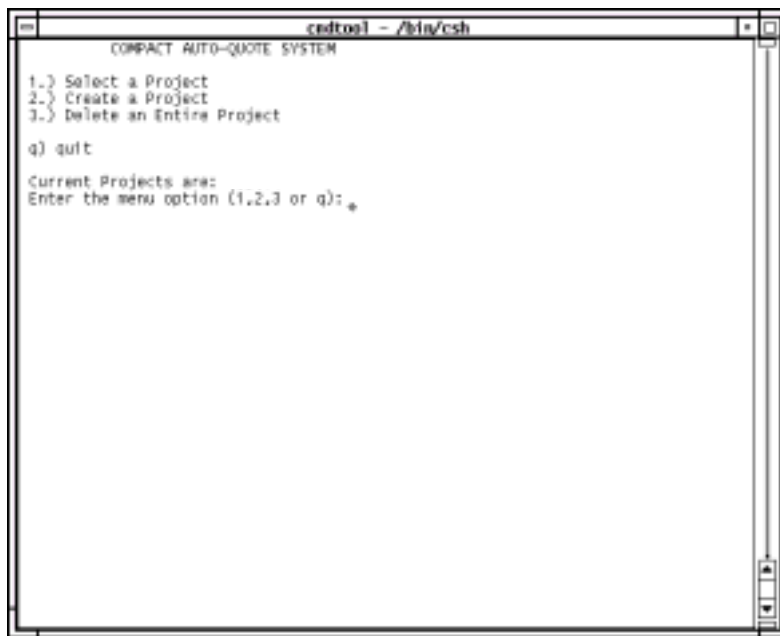 cmdtool - /bin/csh
COMPACT AUTO-QUOTE SYSTEM
1.) Select a Project
2.) Create a Project
3.) Delete an Entire Project
q) quit
Current Projects are:
Enter the menu option (1,2,3 or q):